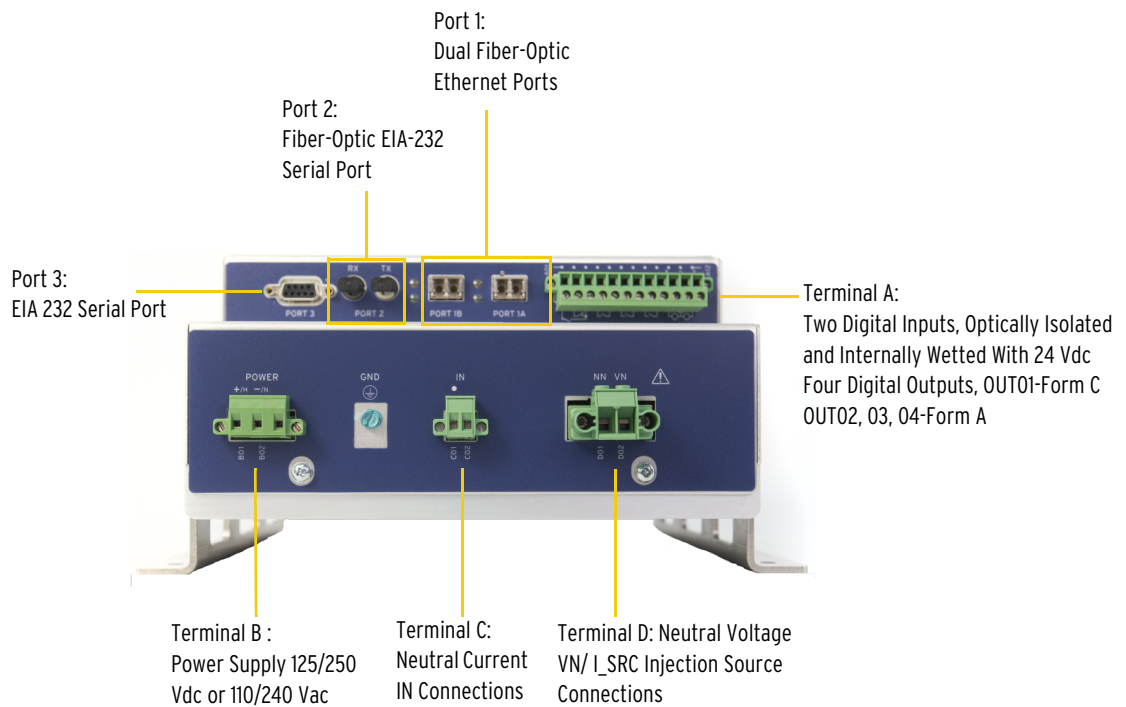 Port 1:
Dual Fiber-Optic
Ethernet Ports
Port 2:
Fiber-Optic EIA-232
Serial Port
Port 3:
EIA 232 Serial Port
RX TX
PORT 3 PORT 2 PORT 1B PORT 1A
Terminal A:
Two Digital Inputs, Optically Isolated
and Internally Wetted With 24 Vdc
Four Digital Outputs, OUT01-Form C
OUT02, 03, 04-Form A
POWER GND IN NN VN
+/H −/N
B01 B02 C01 C02 D01 D02
Terminal B :
Power Supply 125/250
Vdc or 110/240 Vac
Terminal C:
Neutral Current
IN Connections
Terminal D: Neutral Voltage
VN/ I_SRC Injection Source
Connections